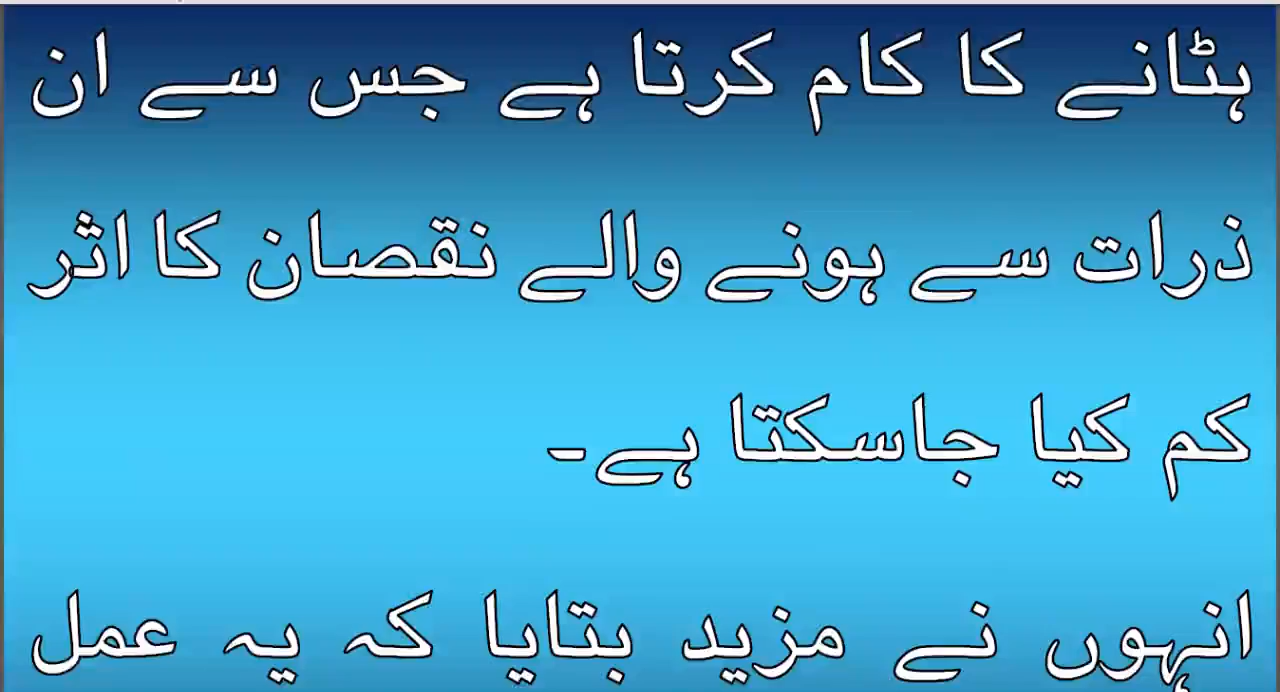 ہٹانے کا کام کرتا ہے جس سے ان
ذرات سے ہونے والے نقصان کا اثر
کم کیا جاسکتا ہے۔
انہوں نے مزید بتایا کہ یہ عمل